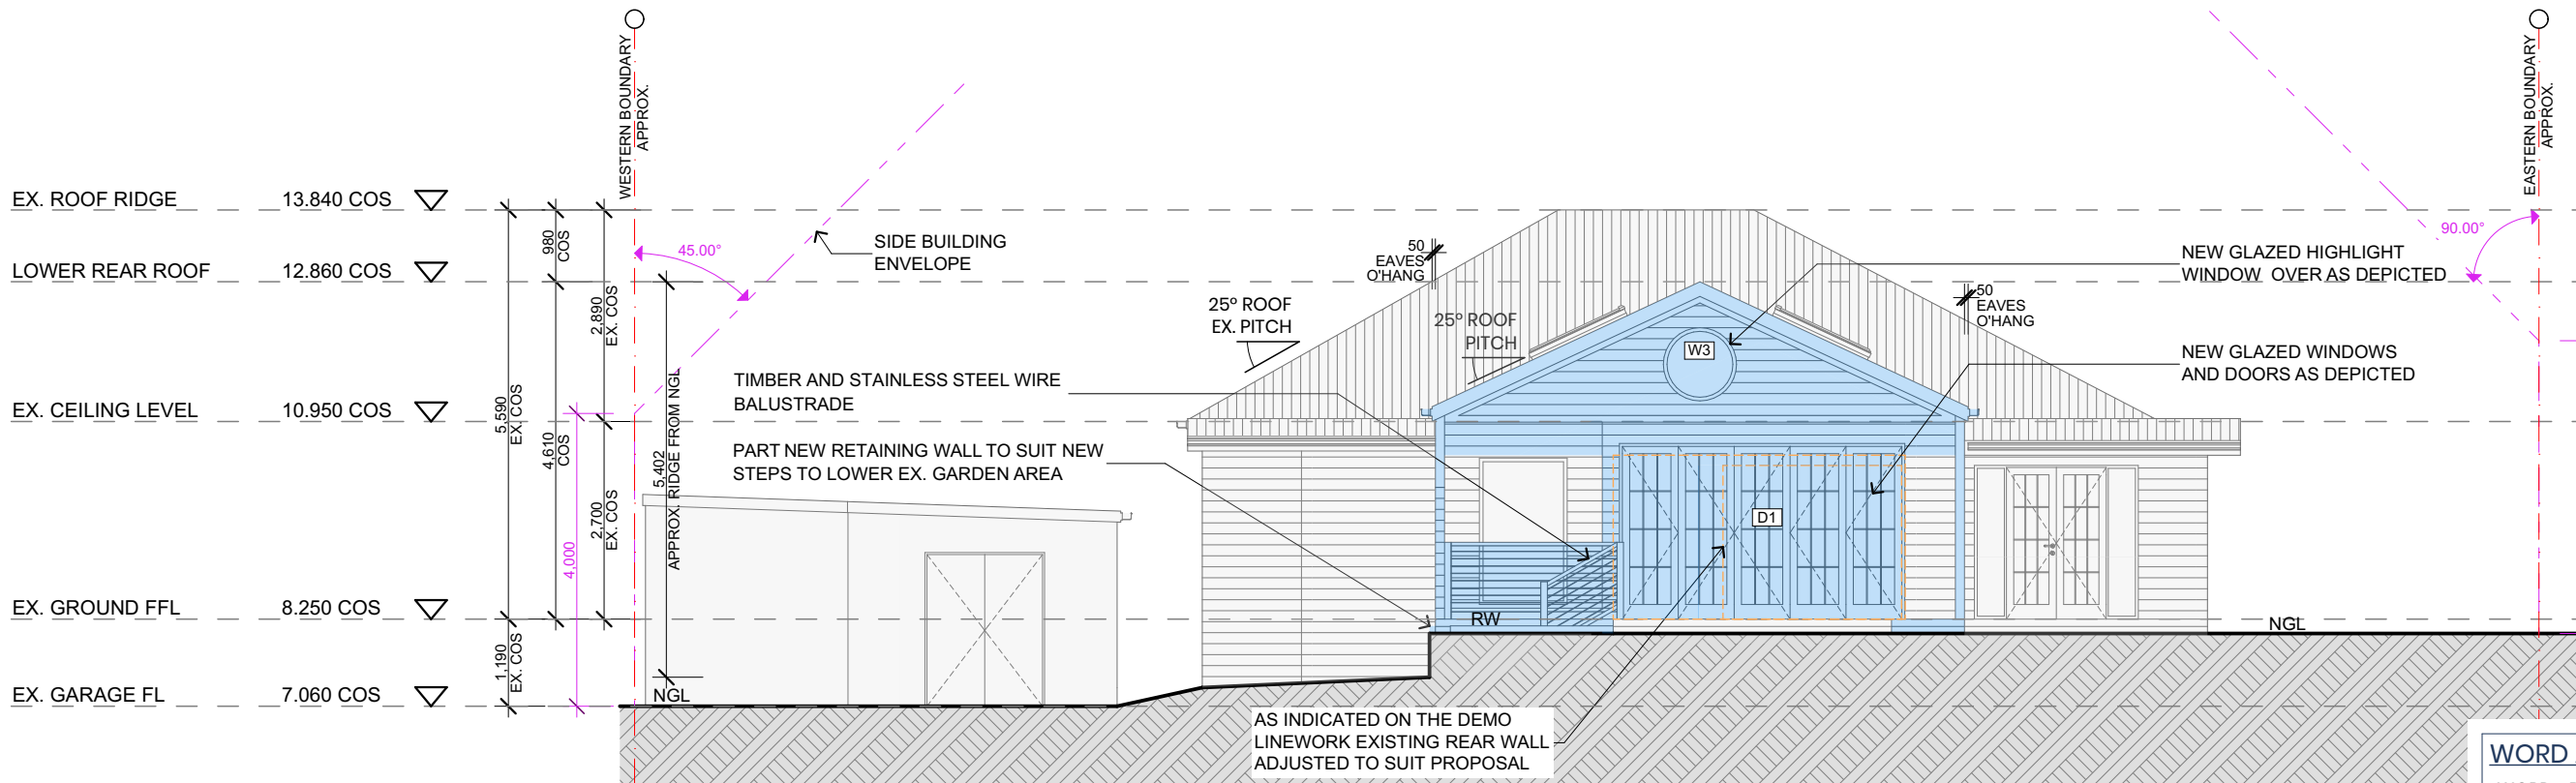 WESTERN BOUNDARY
APPROX.
EASTERN BOUNDARY
APPROX.
EX. ROOF RIDGE 13.840 COS
LOWER REAR ROOF 12.860 COS
EX. CEILING LEVEL 10.950 COS
EX. GROUND FFL 8.250 COS
EX. GARAGE FL 7.060 COS
5,590
EX. COS
1,190
EX. COS
980
COS
4,610
COS
2,890
EX. COS
2,700
EX. COS
4,000
5,402
APPROX. RIDGE FROM NGL
45.00°
SIDE BUILDING
ENVELOPE
50
EAVES
O'HANG
25° ROOF
EX. PITCH
25° ROOF
PITCH
TIMBER AND STAINLESS STEEL WIRE
BALUSTRADE
PART NEW RETAINING WALL TO SUIT NEW
STEPS TO LOWER EX. GARDEN AREA
W3
D1
RW
50
EAVES
O'HANG
90.00°
NEW GLAZED HIGHLIGHT
WINDOW OVER AS DEPICTED
NEW GLAZED WINDOWS
AND DOORS AS DEPICTED
NGL
NGL
AS INDICATED ON THE DEMO
LINEWORK EXISTING REAR WALL
ADJUSTED TO SUIT PROPOSAL
WORD